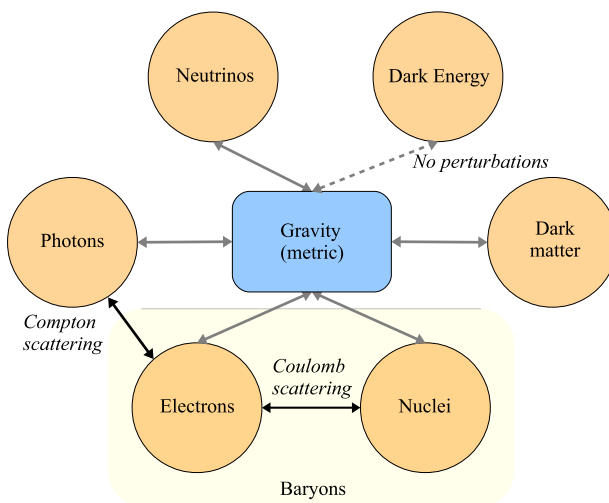 Neutrinos
Dark Energy
No perturbations
Photons
Gravity
(metric)
Dark
matter
Compton
scattering
Coulomb
scattering
Electrons
Nuclei
Baryons